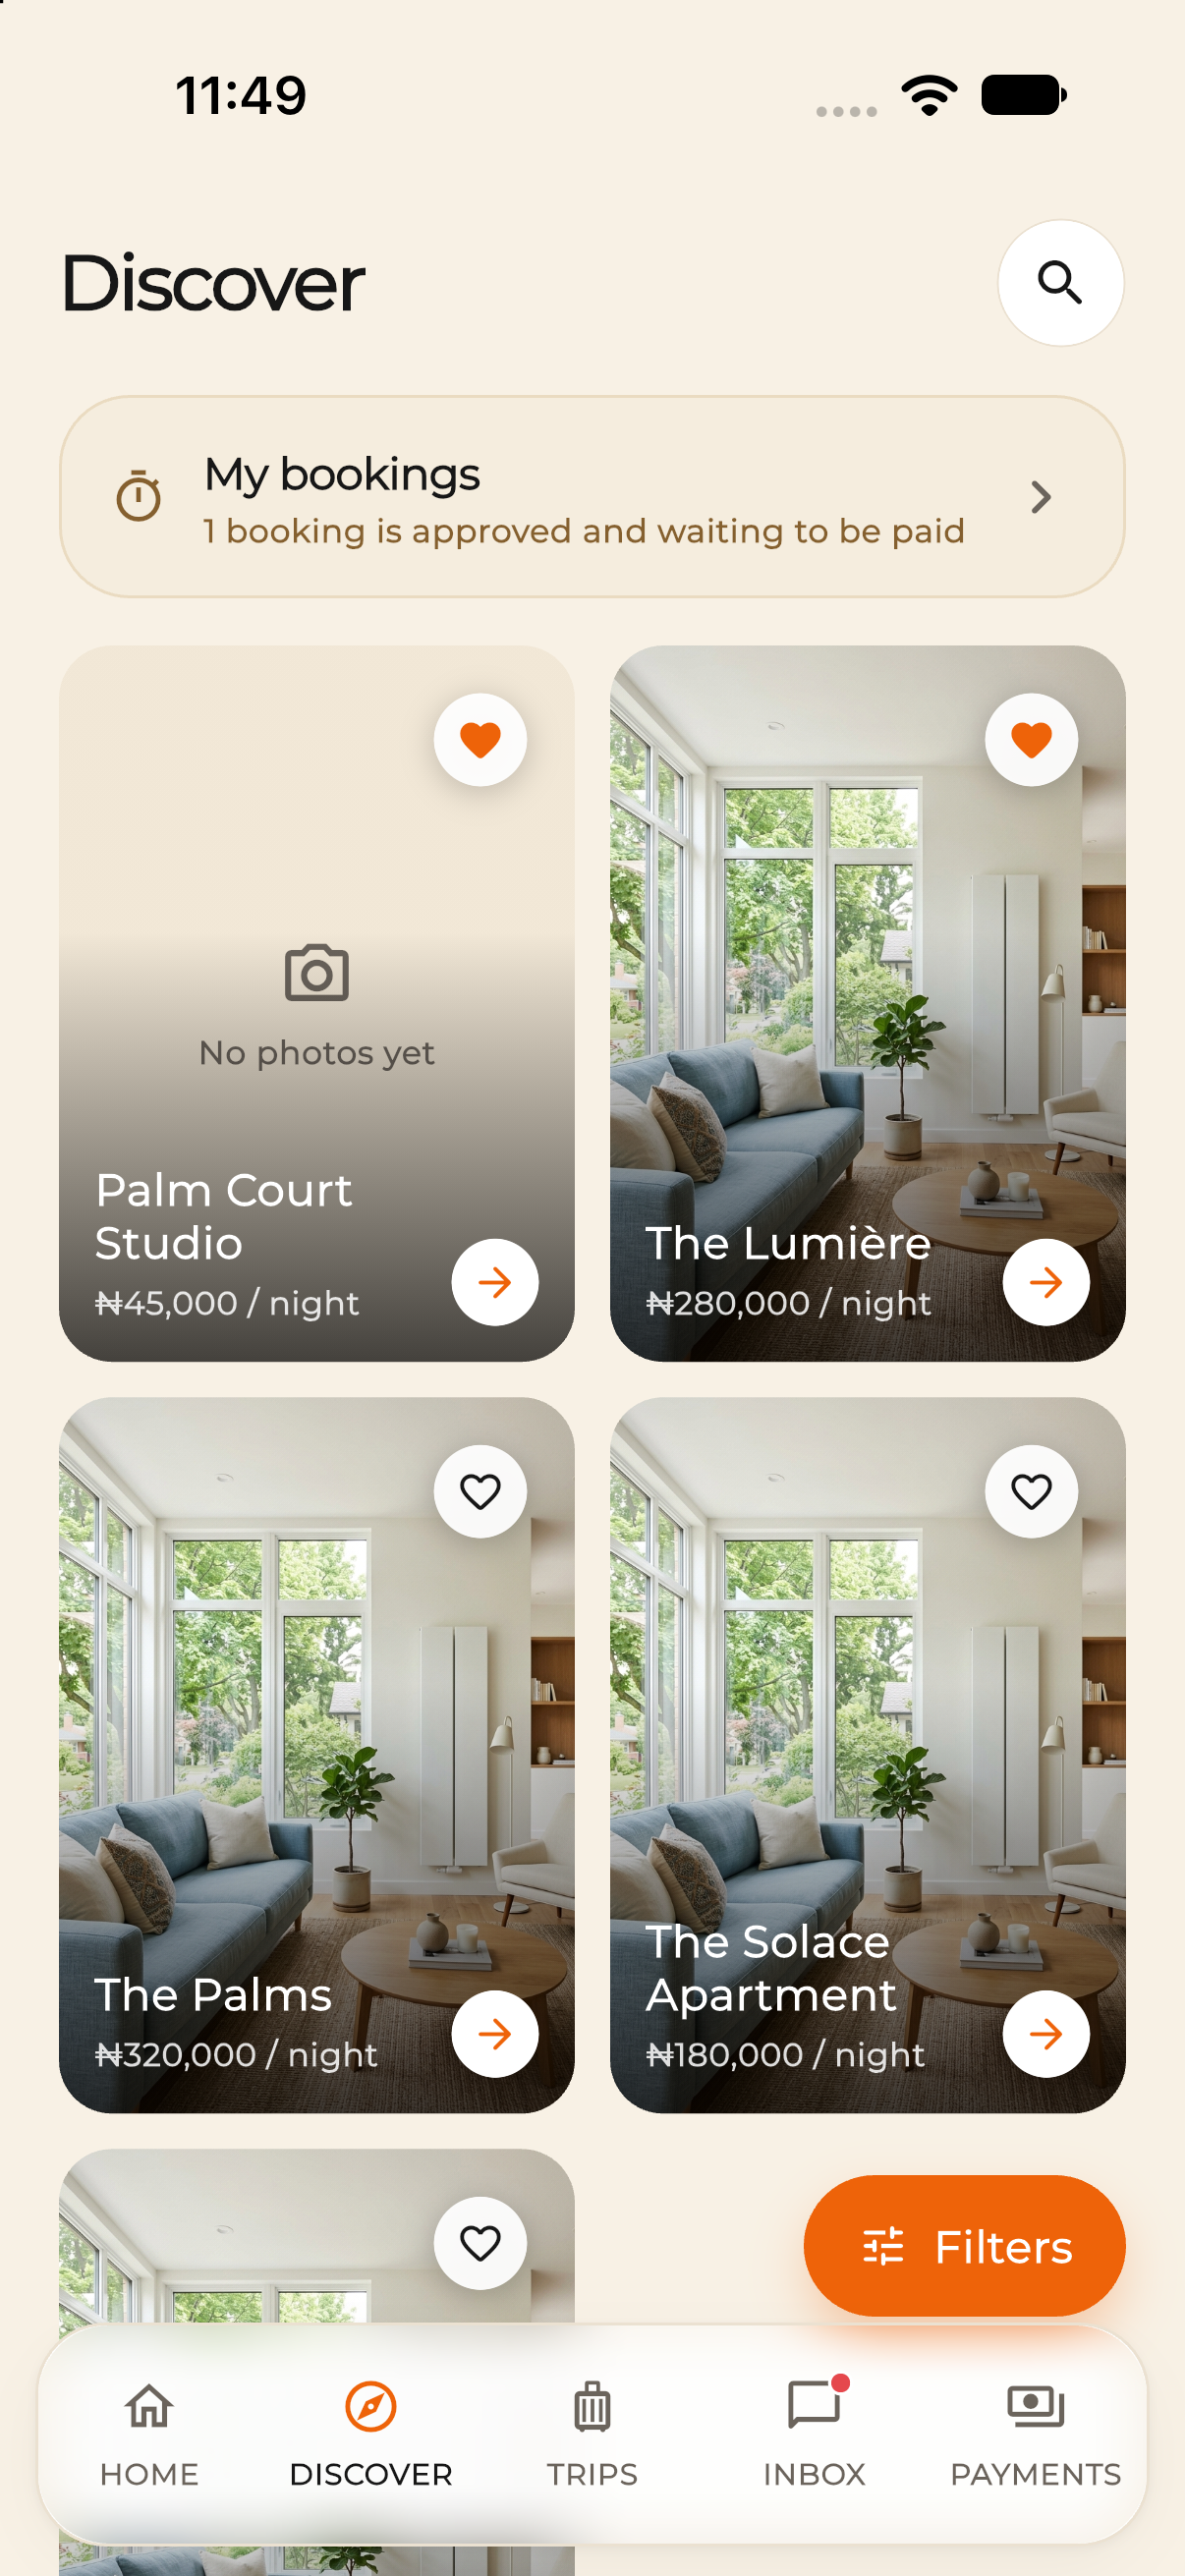 11:49
Discover
My bookings
1 booking is approved and waiting to be paid
No photos yet
Palm Court
Studio
₦45,000 / night
The Lumière
₦280,000 / night
The Palms
₦320,000 / night
The Solace
Apartment
₦180,000 / night
Filters
HOME
DISCOVER
TRIPS
INBOX
PAYMENTS